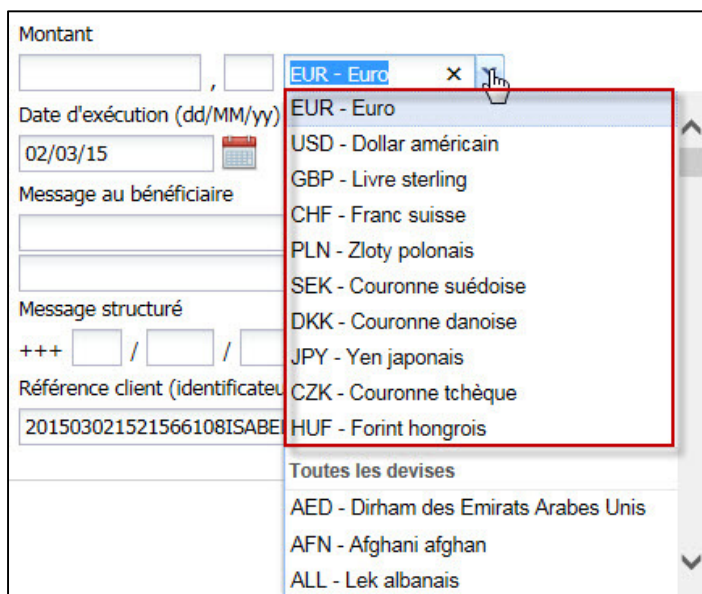 Montant
, EUR - Euro
Date d'exécution (dd/MM/yy)
02/03/15
Message au bénéficiaire
Message structuré
+++ / /
Référence client (identificateu
201503021521566108ISABE
EUR - Euro
USD - Dollar américain
GBP - Livre sterling
CHF - Franc suisse
PLN - Zloty polonais
SEK - Couronne suédoise
DKK - Couronne danoise
JPY - Yen japonais
CZK - Couronne tchèque
HUF - Forint hongrois
Toutes les devises
AED - Dirham des Emirats Arabes Unis
AFN - Afghani afghan
ALL - Lek albanais